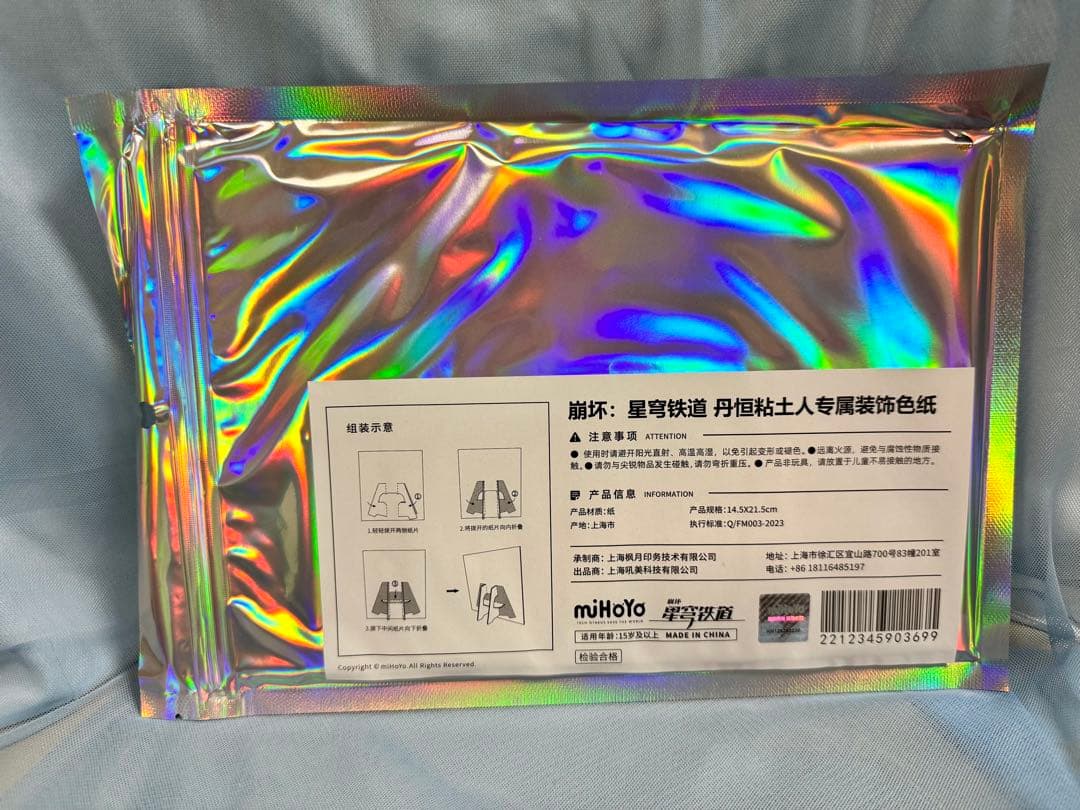 组装示意
1.轻轻拨开两侧纸片
2.将拨开的纸片向内折叠
3.摁下中间纸片向下折叠
Copyright © miHoYo. All Rights Reserved.
崩坏：星穹铁道 丹恒粘土人专属装饰色纸
注意事项 ATTENTION
● 使用时请避开阳光直射、高温高湿，以免引起变形或褪色。●远离火源，避免与腐蚀性物质接
触。●请勿与尖锐物品发生碰触，请勿弯折重压。● 产品非玩具，请放置于儿童不易接触的地方。
产品信息 INFORMATION
产品材质:纸 产品规格:14.5X21.5cm
产地:上海市 执行标准:Q/FM003-2023
承制商：上海枫月印务技术有限公司 地址：上海市徐汇区宜山路700号83幢201室
出品商：上海吼美科技有限公司 电话：+86 18116485197
miHoYo 崩坏 星穹铁道 miHoYo
TECH OTAKUS SAVE THE WORLD
适用年龄:15岁及以上 MADE IN CHINA
2212345903699
检验合格